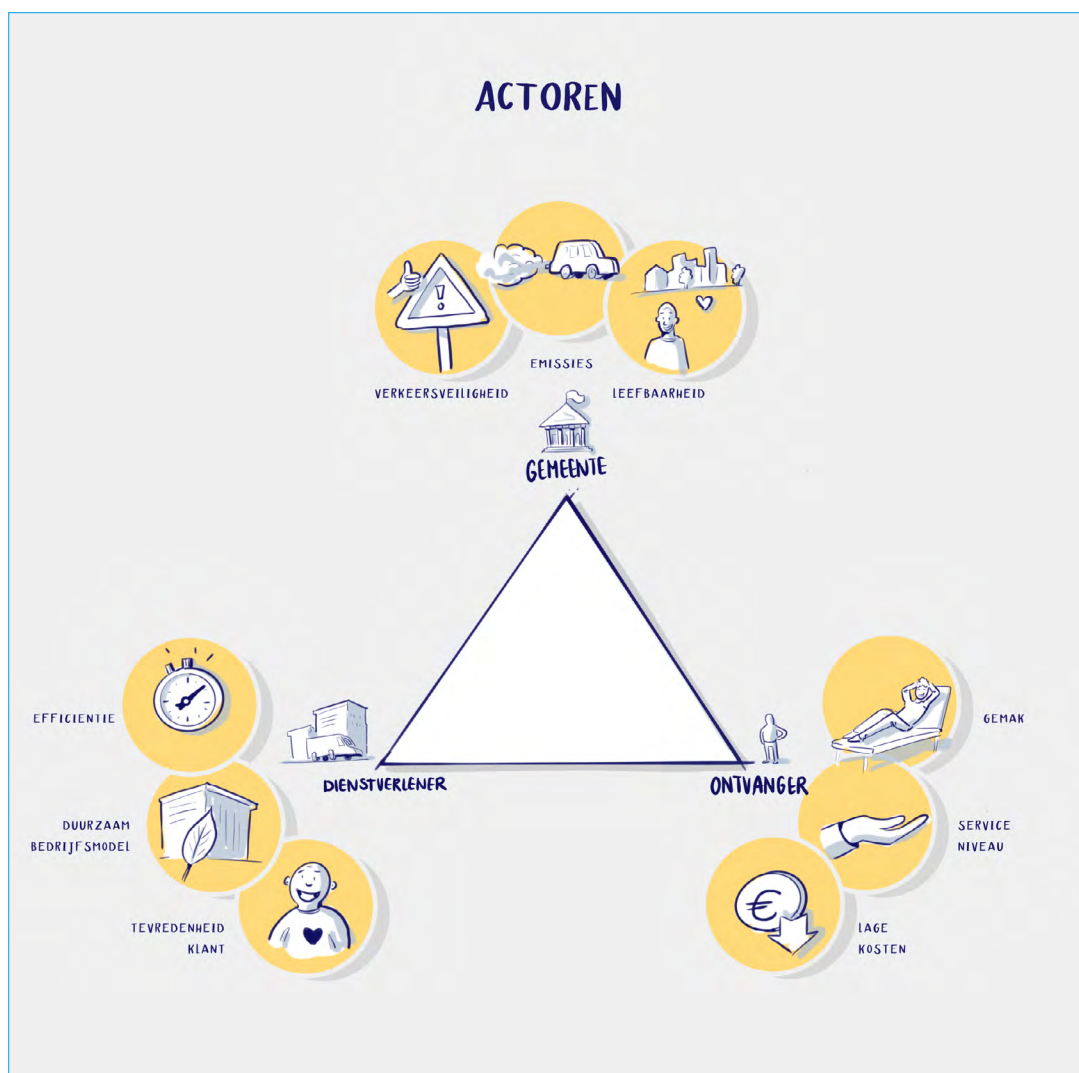 ACTOREN
EMISSIES
VERKEERSVEILIGHEID
LEEFBAARHEID
GEMEENTE
EFFICIENTIE
GEMAK
DIENSTVERLENER
ONTVANGER
DUURZAAM
BEDRIJFSMODEL
SERVICE
NIVEAU
€
TEVREDENHEID
KLANT
LAGE
KOSTEN